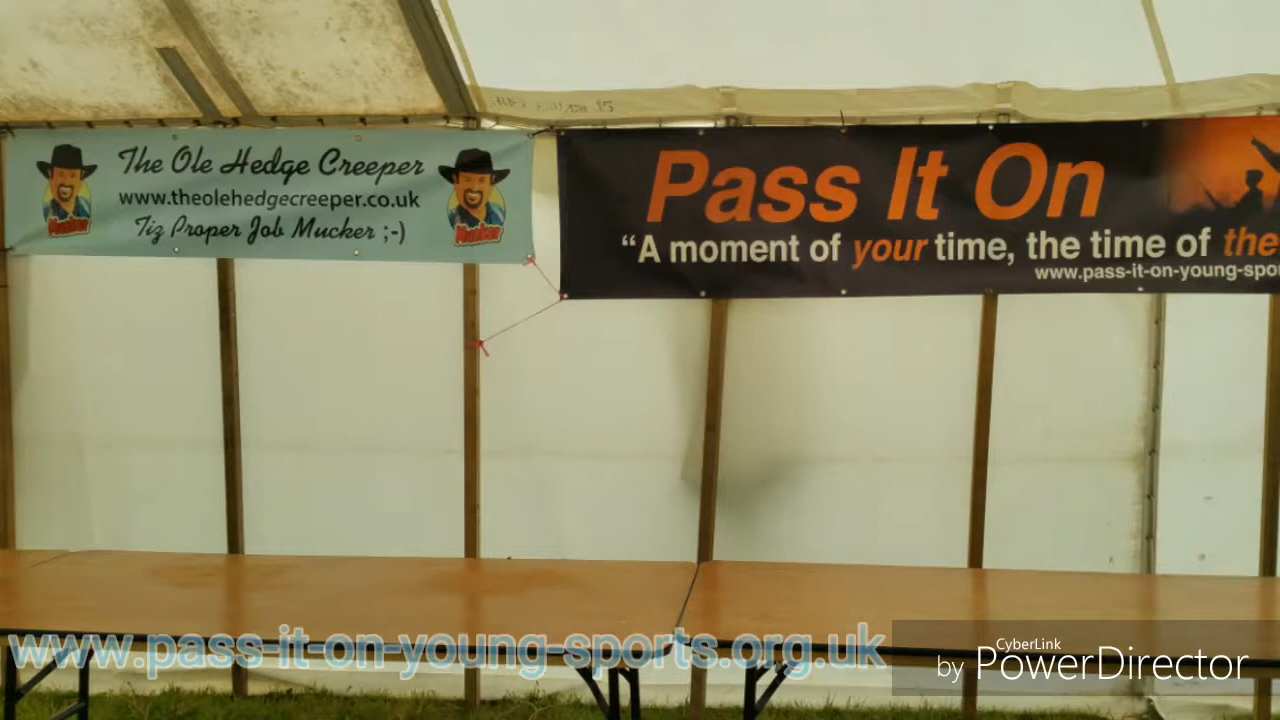 The Ole Hedge Creeper
www.theolehedgecreeper.co.uk
Tiz Proper Job Mucker ;-)
Mucker
Mucker
Pass It On
“A moment of your time, the time of the
www.pass-it-on-young-spor
www.pass-it-on-young-sports.org.uk
CyberLink
by PowerDirector